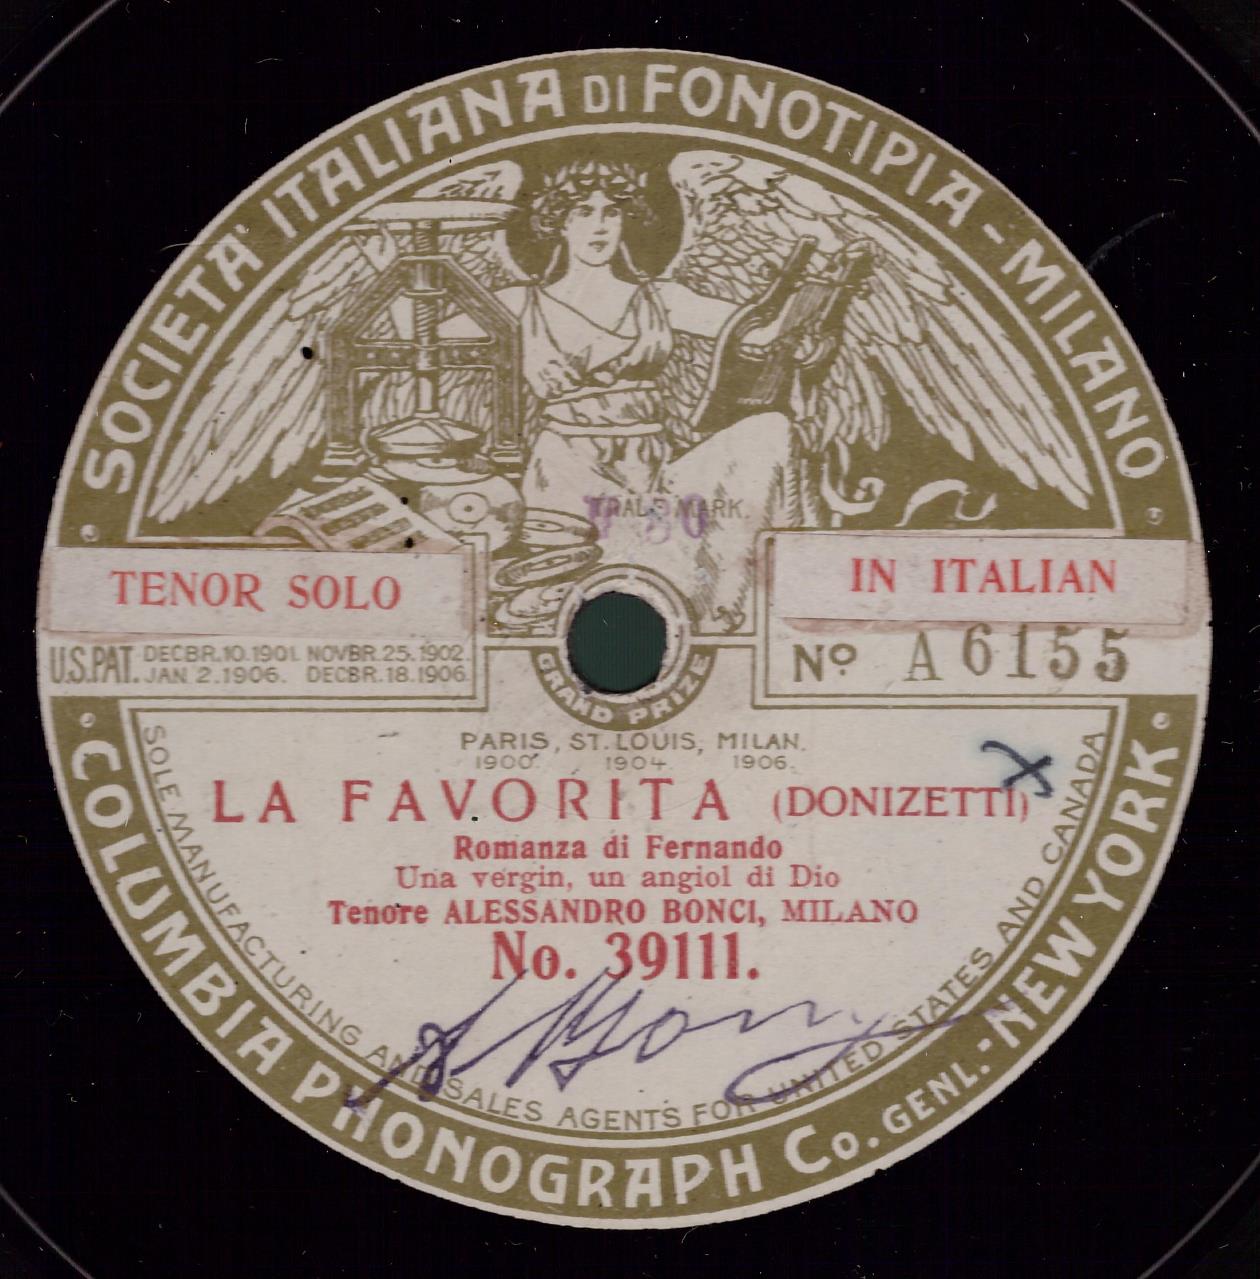 SOCIETA' ITALIANA DI FONOTIPIA - MILANO
TRADE MARK.
TENOR SOLO
IN ITALIAN
U.S.PAT. DECBR.10.1901. NOVBR.25.1902.
JAN 2.1906. DECBR.18.1906.
No. A 6155
GRAND PRIZE
PARIS, ST. LOUIS, MILAN.
1900. 1904. 1906.
LA FAVORITA (DONIZETTI)
Romanza di Fernando
Una vergin, un angiol di Dio
Tenore ALESSANDRO BONCI, MILANO
No. 39111.
SOLE MANUFACTURING AND SALES AGENTS FOR UNITED STATES AND CANADA
COLUMBIA PHONOGRAPH Co. GENL. - NEW YORK